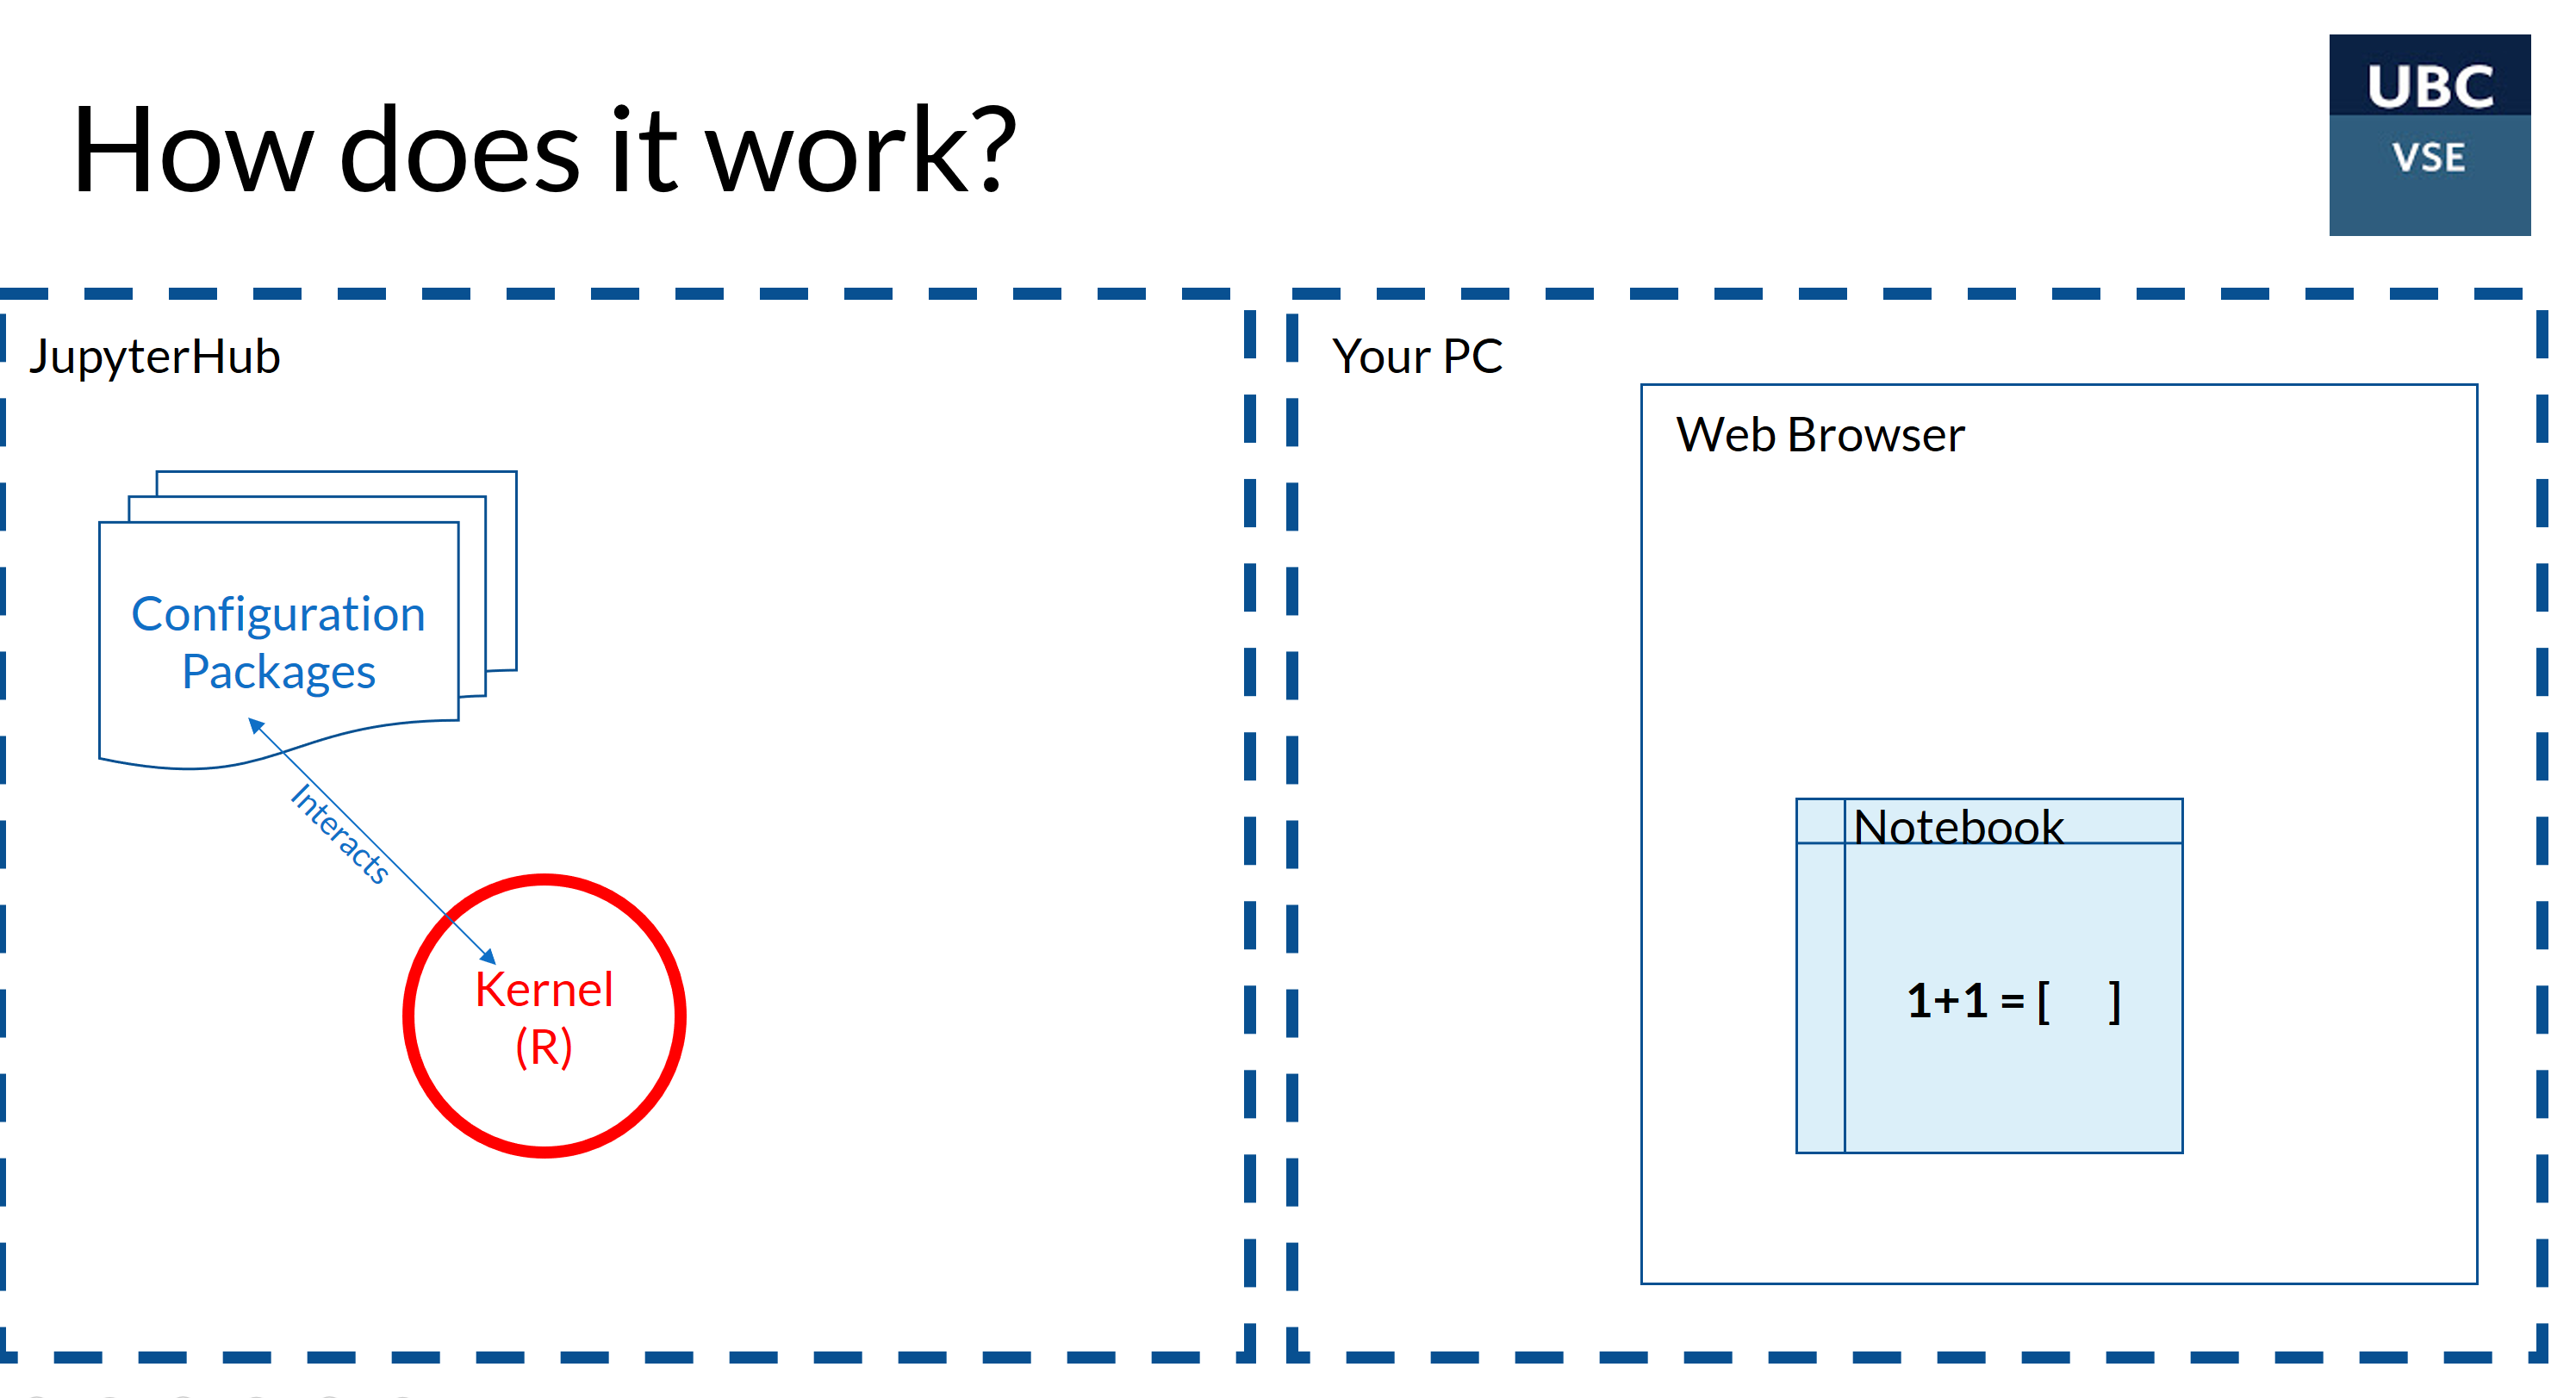 How does it work?
UBC
VSE
JupyterHub
Your PC
Web Browser
Configuration
Packages
Interacts
Notebook
Kernel
(R)
1+1 = [ ]